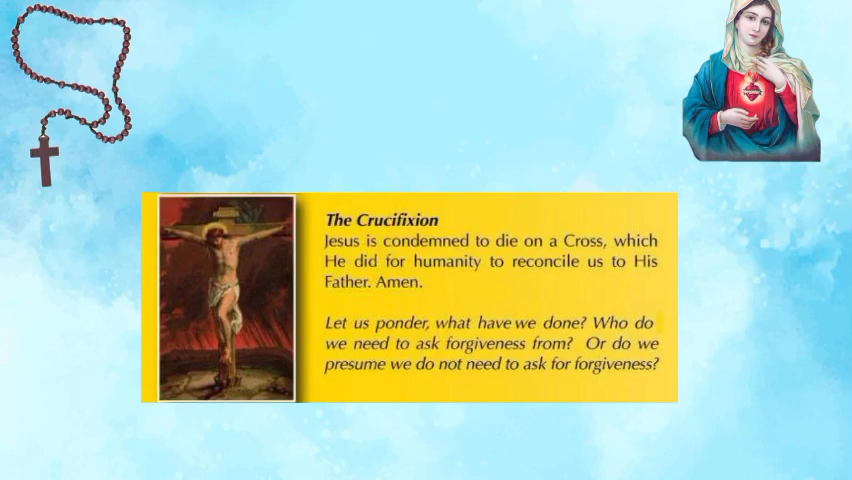 The Crucifixion
Jesus is condemned to die on a Cross, which
He did for humanity to reconcile us to His
Father. Amen.
Let us ponder, what have we done? Who do
we need to ask forgiveness from? Or do we
presume we do not need to ask for forgiveness?